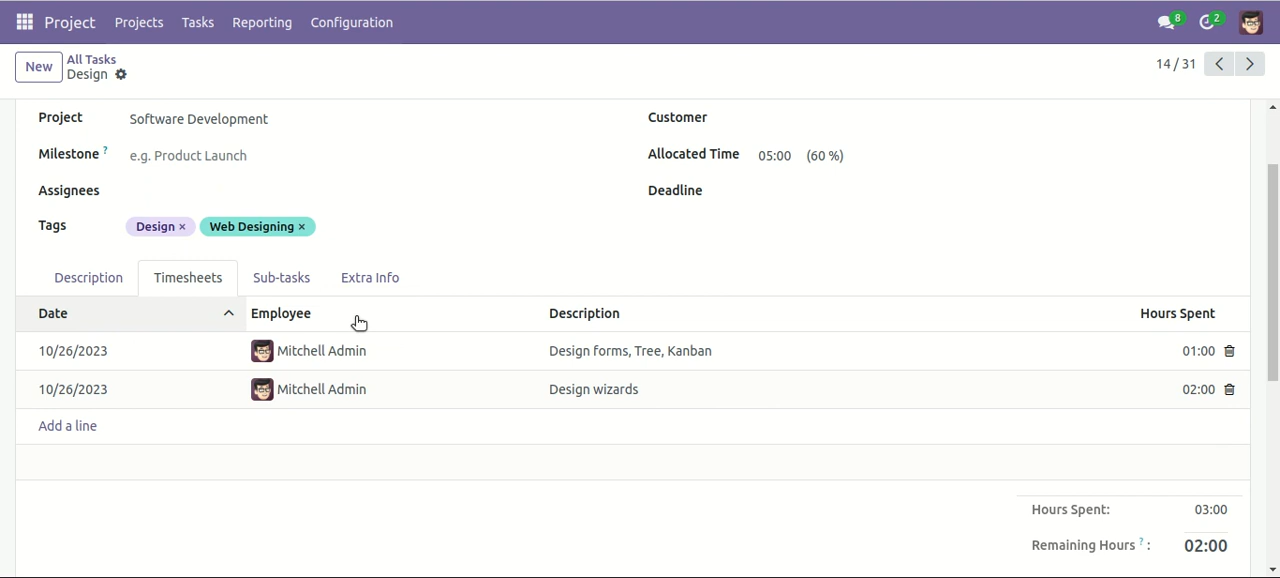 Project Projects Tasks Reporting Configuration 8 2
New All Tasks
Design 14 / 31
Project Software Development Customer
Milestone ? e.g. Product Launch Allocated Time 05:00 (60 %)
Assignees Deadline
Tags Design × Web Designing ×
Description Timesheets Sub-tasks Extra Info
Date Employee Description Hours Spent
10/26/2023 Mitchell Admin Design forms, Tree, Kanban 01:00
10/26/2023 Mitchell Admin Design wizards 02:00
Add a line
Hours Spent: 03:00
Remaining Hours ? : 02:00